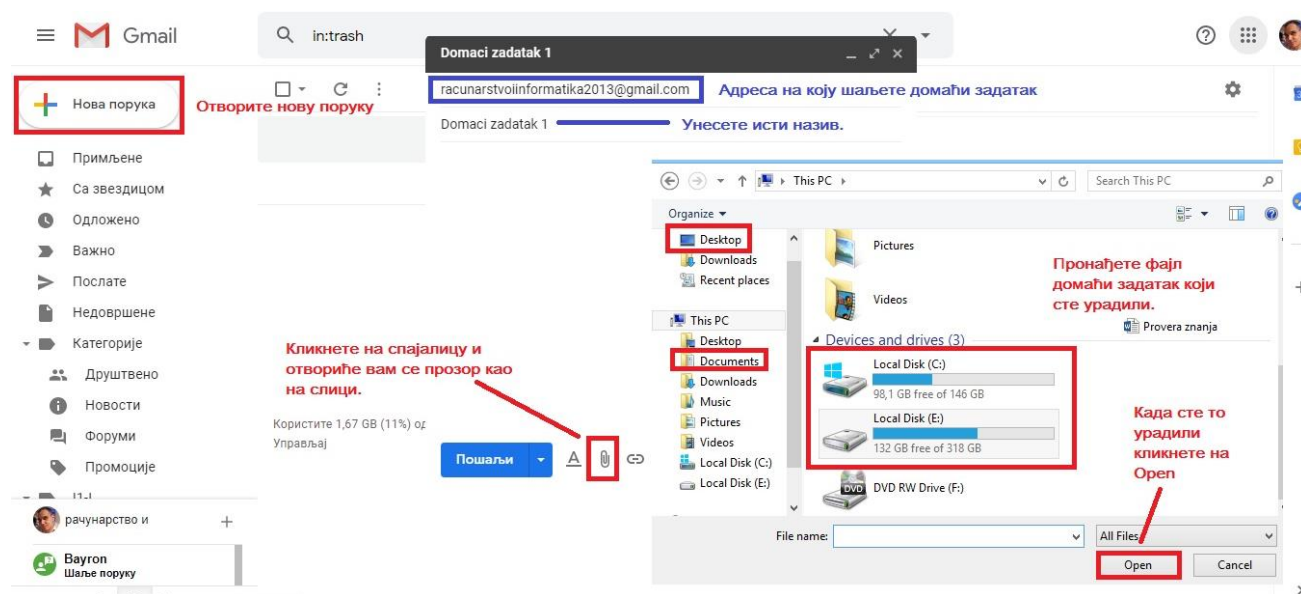 Gmail
in:trash
Нова порука
Отворите нову поруку
Примљене
Са звездицом
Одложено
Важно
Послате
Недовршене
Категорије
Друштвено
Новости
Форуми
Промоције
рачунарство и
Bayron
Шаље поруку
Користите 1,67 GB (11%) од
Управљај
Domaci zadatak 1
racunarstvoiinformatika2013@gmail.com
Адреса на коју шаљете домаћи задатак
Domaci zadatak 1
Унесете исти назив.
Кликнете на спајалицу и
отвориће вам се прозор као
на слици.
Пошаљи
This PC
Search This PC
Organize
Desktop
Downloads
Recent places
This PC
Desktop
Documents
Downloads
Music
Pictures
Videos
Local Disk (C:)
Local Disk (E:)
Pictures
Videos
Devices and drives (3)
Local Disk (C:)
98,1 GB free of 146 GB
Local Disk (E:)
132 GB free of 318 GB
DVD RW Drive (F:)
Пронађете фајл
домаћи задатак који
сте урадили.
Provera znanja
Када сте то
урадили
кликнете на
Open
File name:
All Files
Open
Cancel